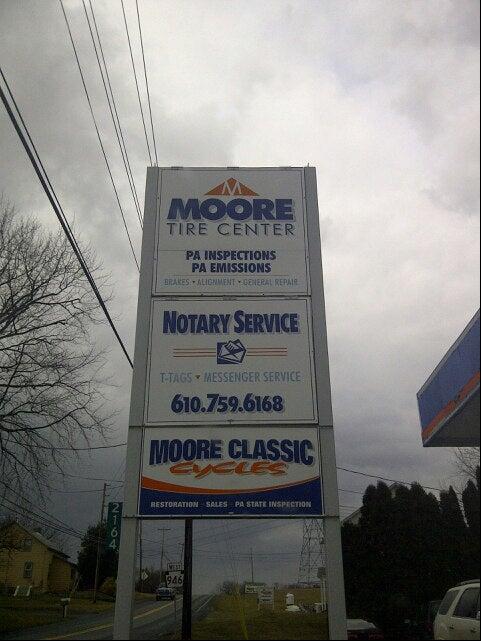 M
MOORE
TIRE CENTER
PA INSPECTIONS
PA EMISSIONS
BRAKES • ALIGNMENT • GENERAL REPAIR
NOTARY SERVICE
T-TAGS • MESSENGER SERVICE
610.759.6168
MOORE CLASSIC
CYCLES
RESTORATION SALES PA STATE INSPECTION
2164
WEST
946